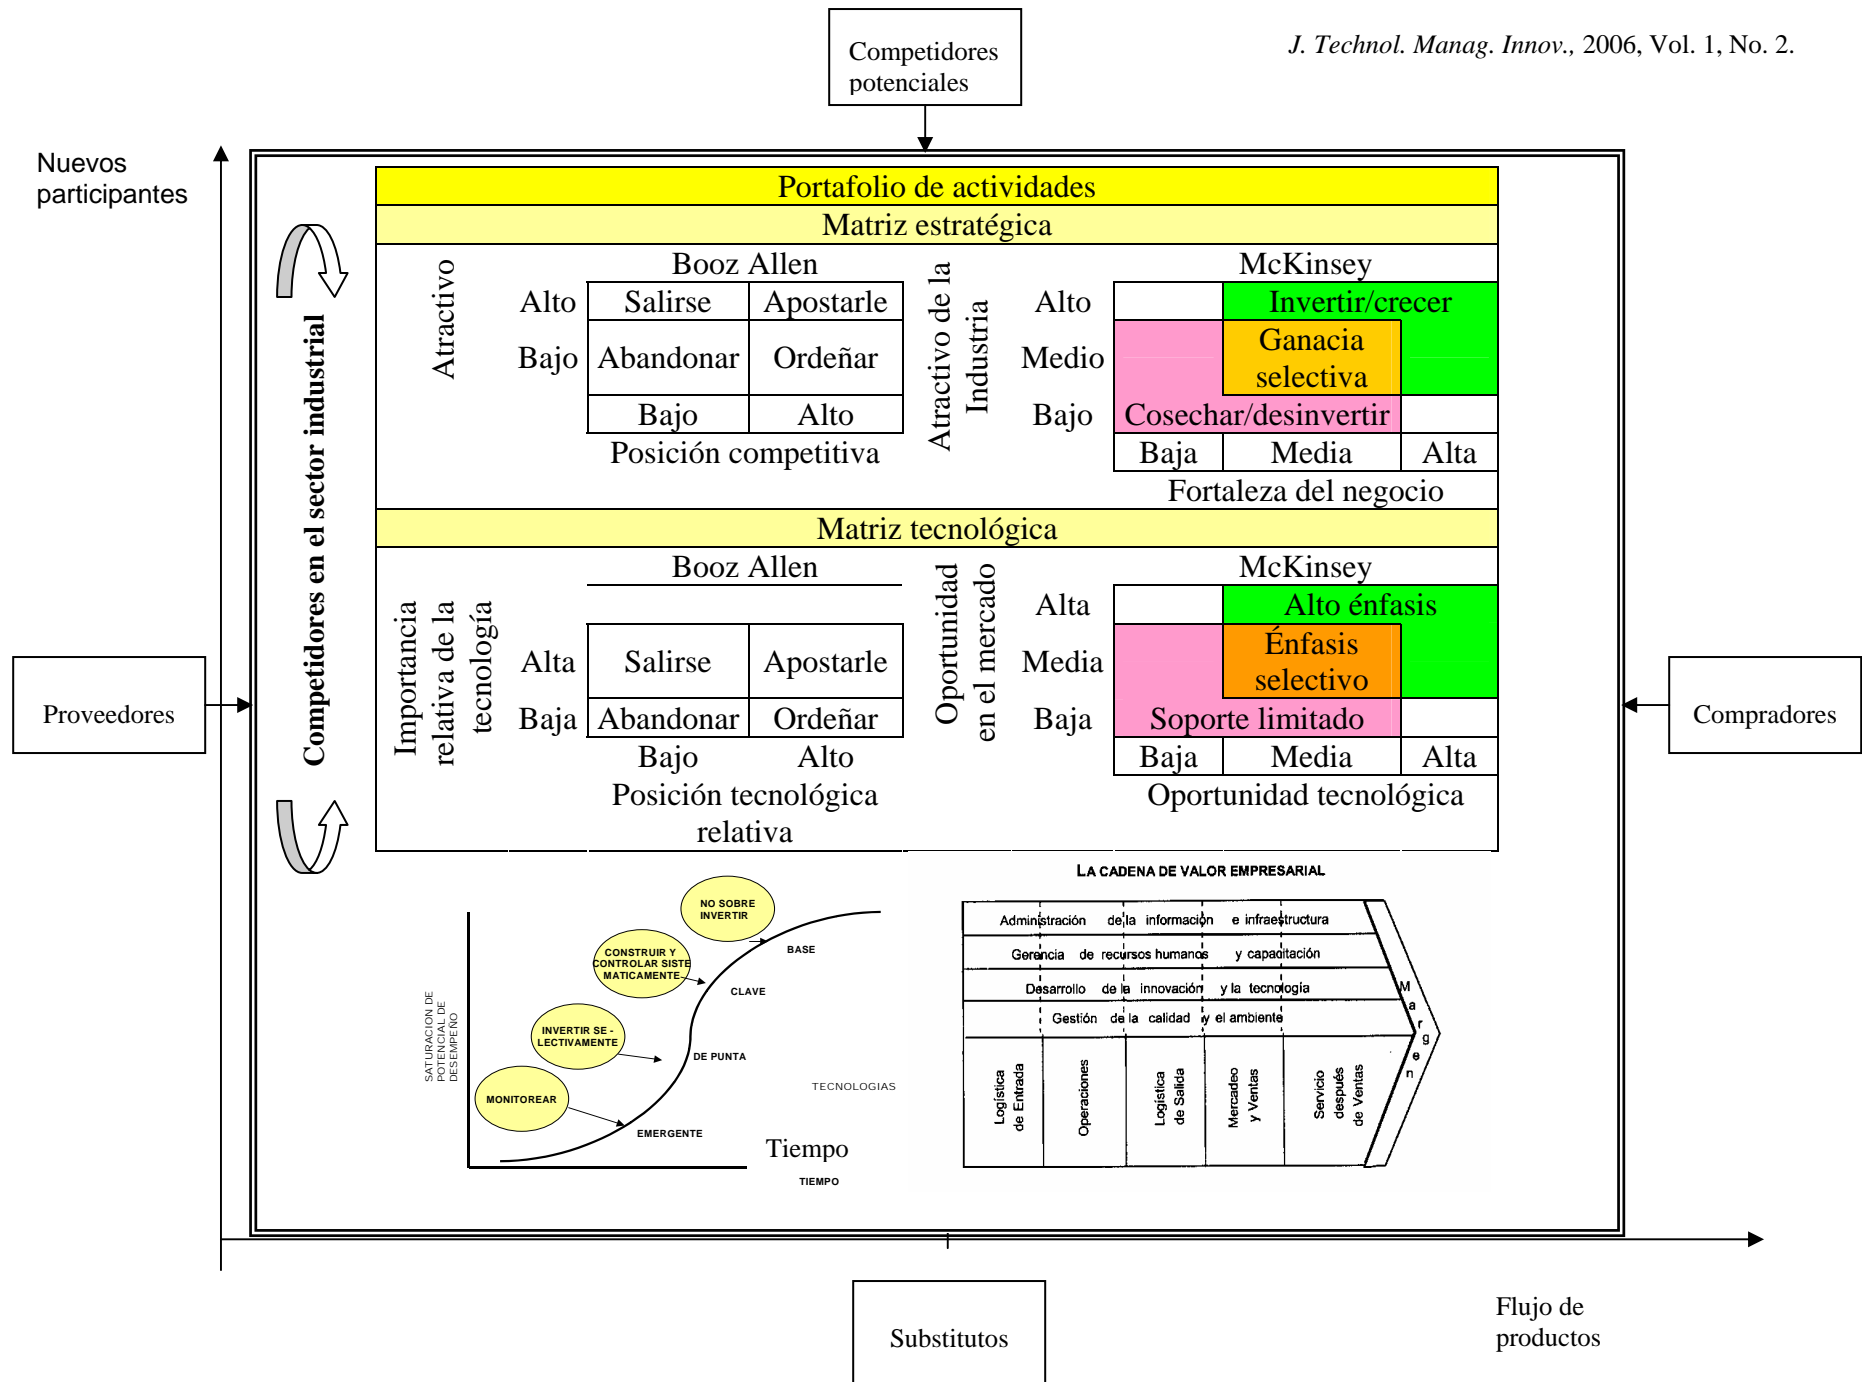 J. Technol. Manag. Innov., 2006, Vol. 1, No. 2.
Competidores
potenciales
Nuevos
participantes
Portafolio de actividades
Matriz estratégica
Competidores en el sector industrial
Atractivo
Booz Allen
Alto Salirse Apostarle
Bajo Abandonar Ordeñar
Bajo Alto
Posición competitiva
Atractivo de la
Industria
McKinsey
Alto Invertir/crecer
Medio Ganacia
selectiva
Bajo Cosechar/desinvertir
Baja Media Alta
Fortaleza del negocio
Matriz tecnológica
Importancia
relativa de la
tecnología
Booz Allen
Alta Salirse Apostarle
Baja Abandonar Ordeñar
Bajo Alto
Posición tecnológica
relativa
Oportunidad
en el mercado
McKinsey
Alta Alto énfasis
Media Énfasis
selectivo
Baja Soporte limitado
Baja Media Alta
Oportunidad tecnológica
Proveedores
Compradores
SATURACION DE
POTENCIAL DE
DESEMPEÑO
NO SOBRE
INVERTIR
BASE
CONSTRUIR Y
CONTROLAR SISTE
MATICAMENTE
CLAVE
INVERTIR SE -
LECTIVAMENTE
DE PUNTA
TECNOLOGIAS
MONITOREAR
EMERGENTE
Tiempo
TIEMPO
LA CADENA DE VALOR EMPRESARIAL
Administración de la información e infraestructura
Gerencia de recursos humanos y capacitación
Desarrollo de la innovación y la tecnología
Gestión de la calidad y el ambiente
Margen
Logística
de Entrada
Operaciones
Logística
de Salida
Mercadeo
y Ventas
Servicio
después
de Ventas
Substitutos
Flujo de
productos